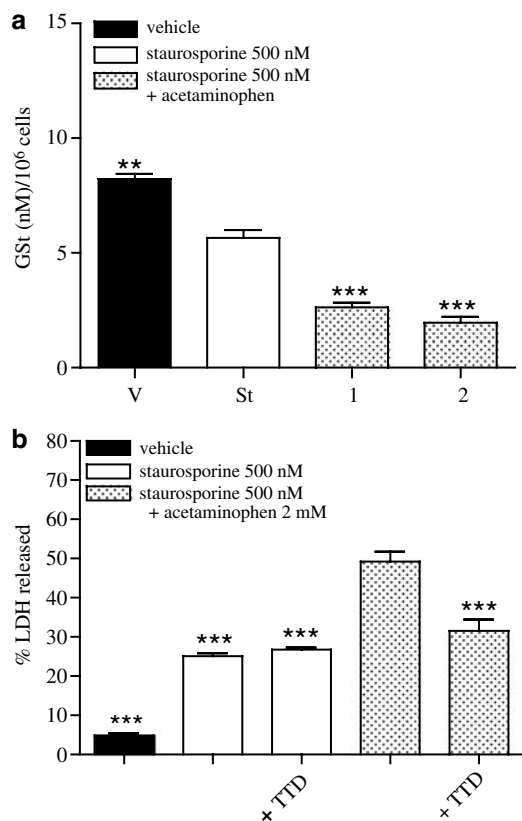 a
15
10
5
0
GSt (nM)/10⁶ cells
vehicle
staurosporine 500 nM
staurosporine 500 nM
+ acetaminophen
**
***
***
V St 1 2
b
80
70
60
50
40
30
20
10
0
% LDH released
vehicle
staurosporine 500 nM
staurosporine 500 nM
+ acetaminophen 2 mM
***
***
***
***
+ TTD
+ TTD